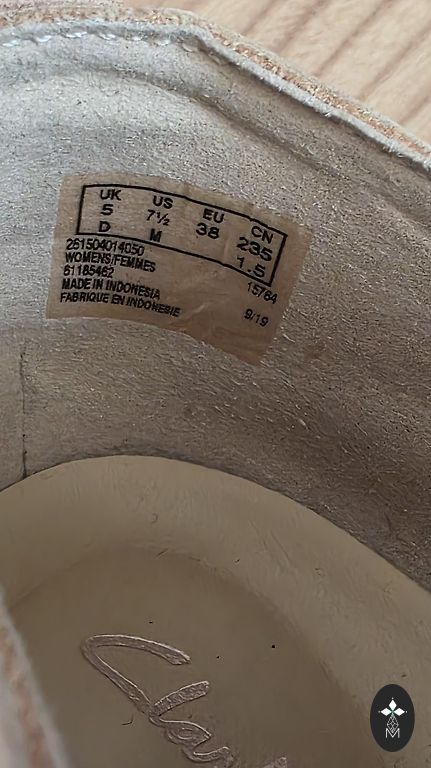 UK US EU CN
5 7½ 38 235
D M 1.5
261504014050 15764
WOMENS/FEMMES
61185462
MADE IN INDONESIA
FABRIQUE EN INDONESIE 9/19
Clar
M